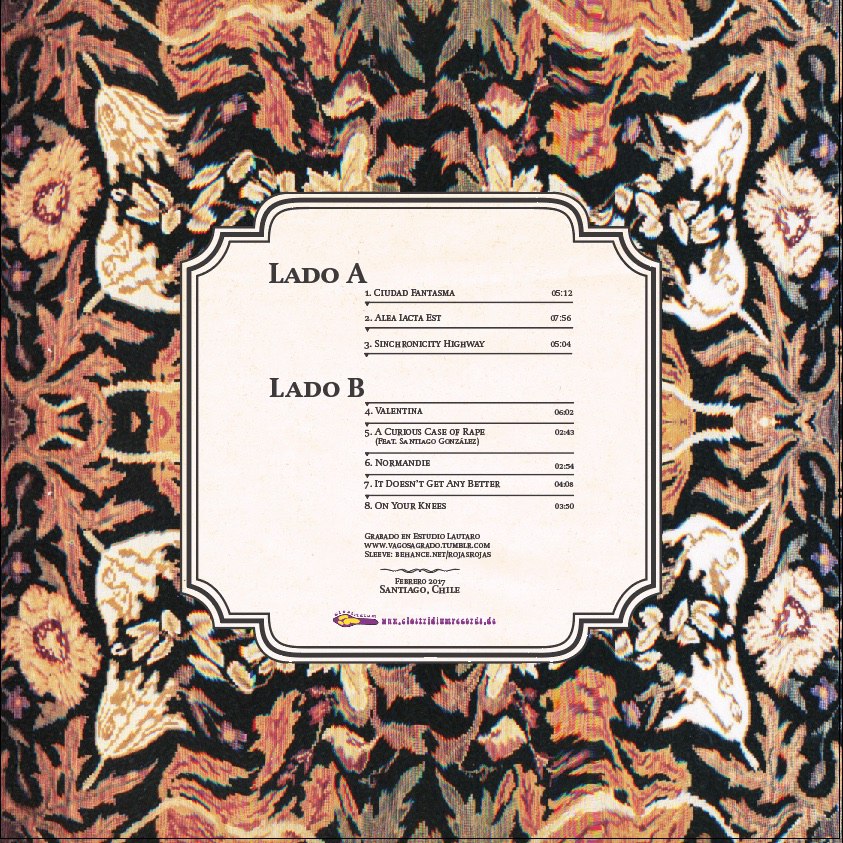 Lado A
1. Ciudad Fantasma 05:12
2. Alea Iacta Est 07:56
3. Sinchronicity Highway 05:04
Lado B
4. Valentina 06:02
5. A Curious Case of Rape 02:43
(Feat. Santiago González)
6. Normandie 02:54
7. It Doesn't Get Any Better 04:08
8. On Your Knees 03:50
Grabado en Estudio Lautaro
www.vagosagrado.tumblr.com
Sleeve: behance.net/rojasrojas
Febrero 2017
Santiago, Chile
www.clostridiumrecords.de